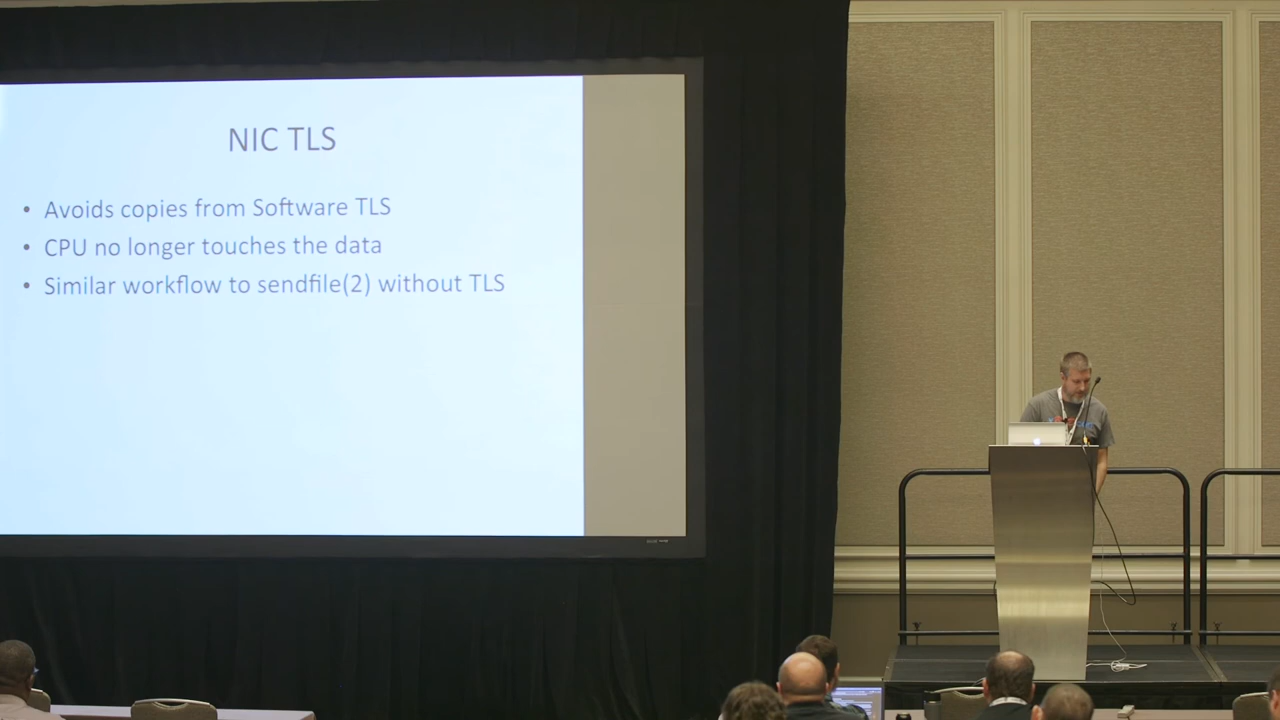 NIC TLS
• Avoids copies from Software TLS
• CPU no longer touches the data
• Similar workflow to sendfile(2) without TLS